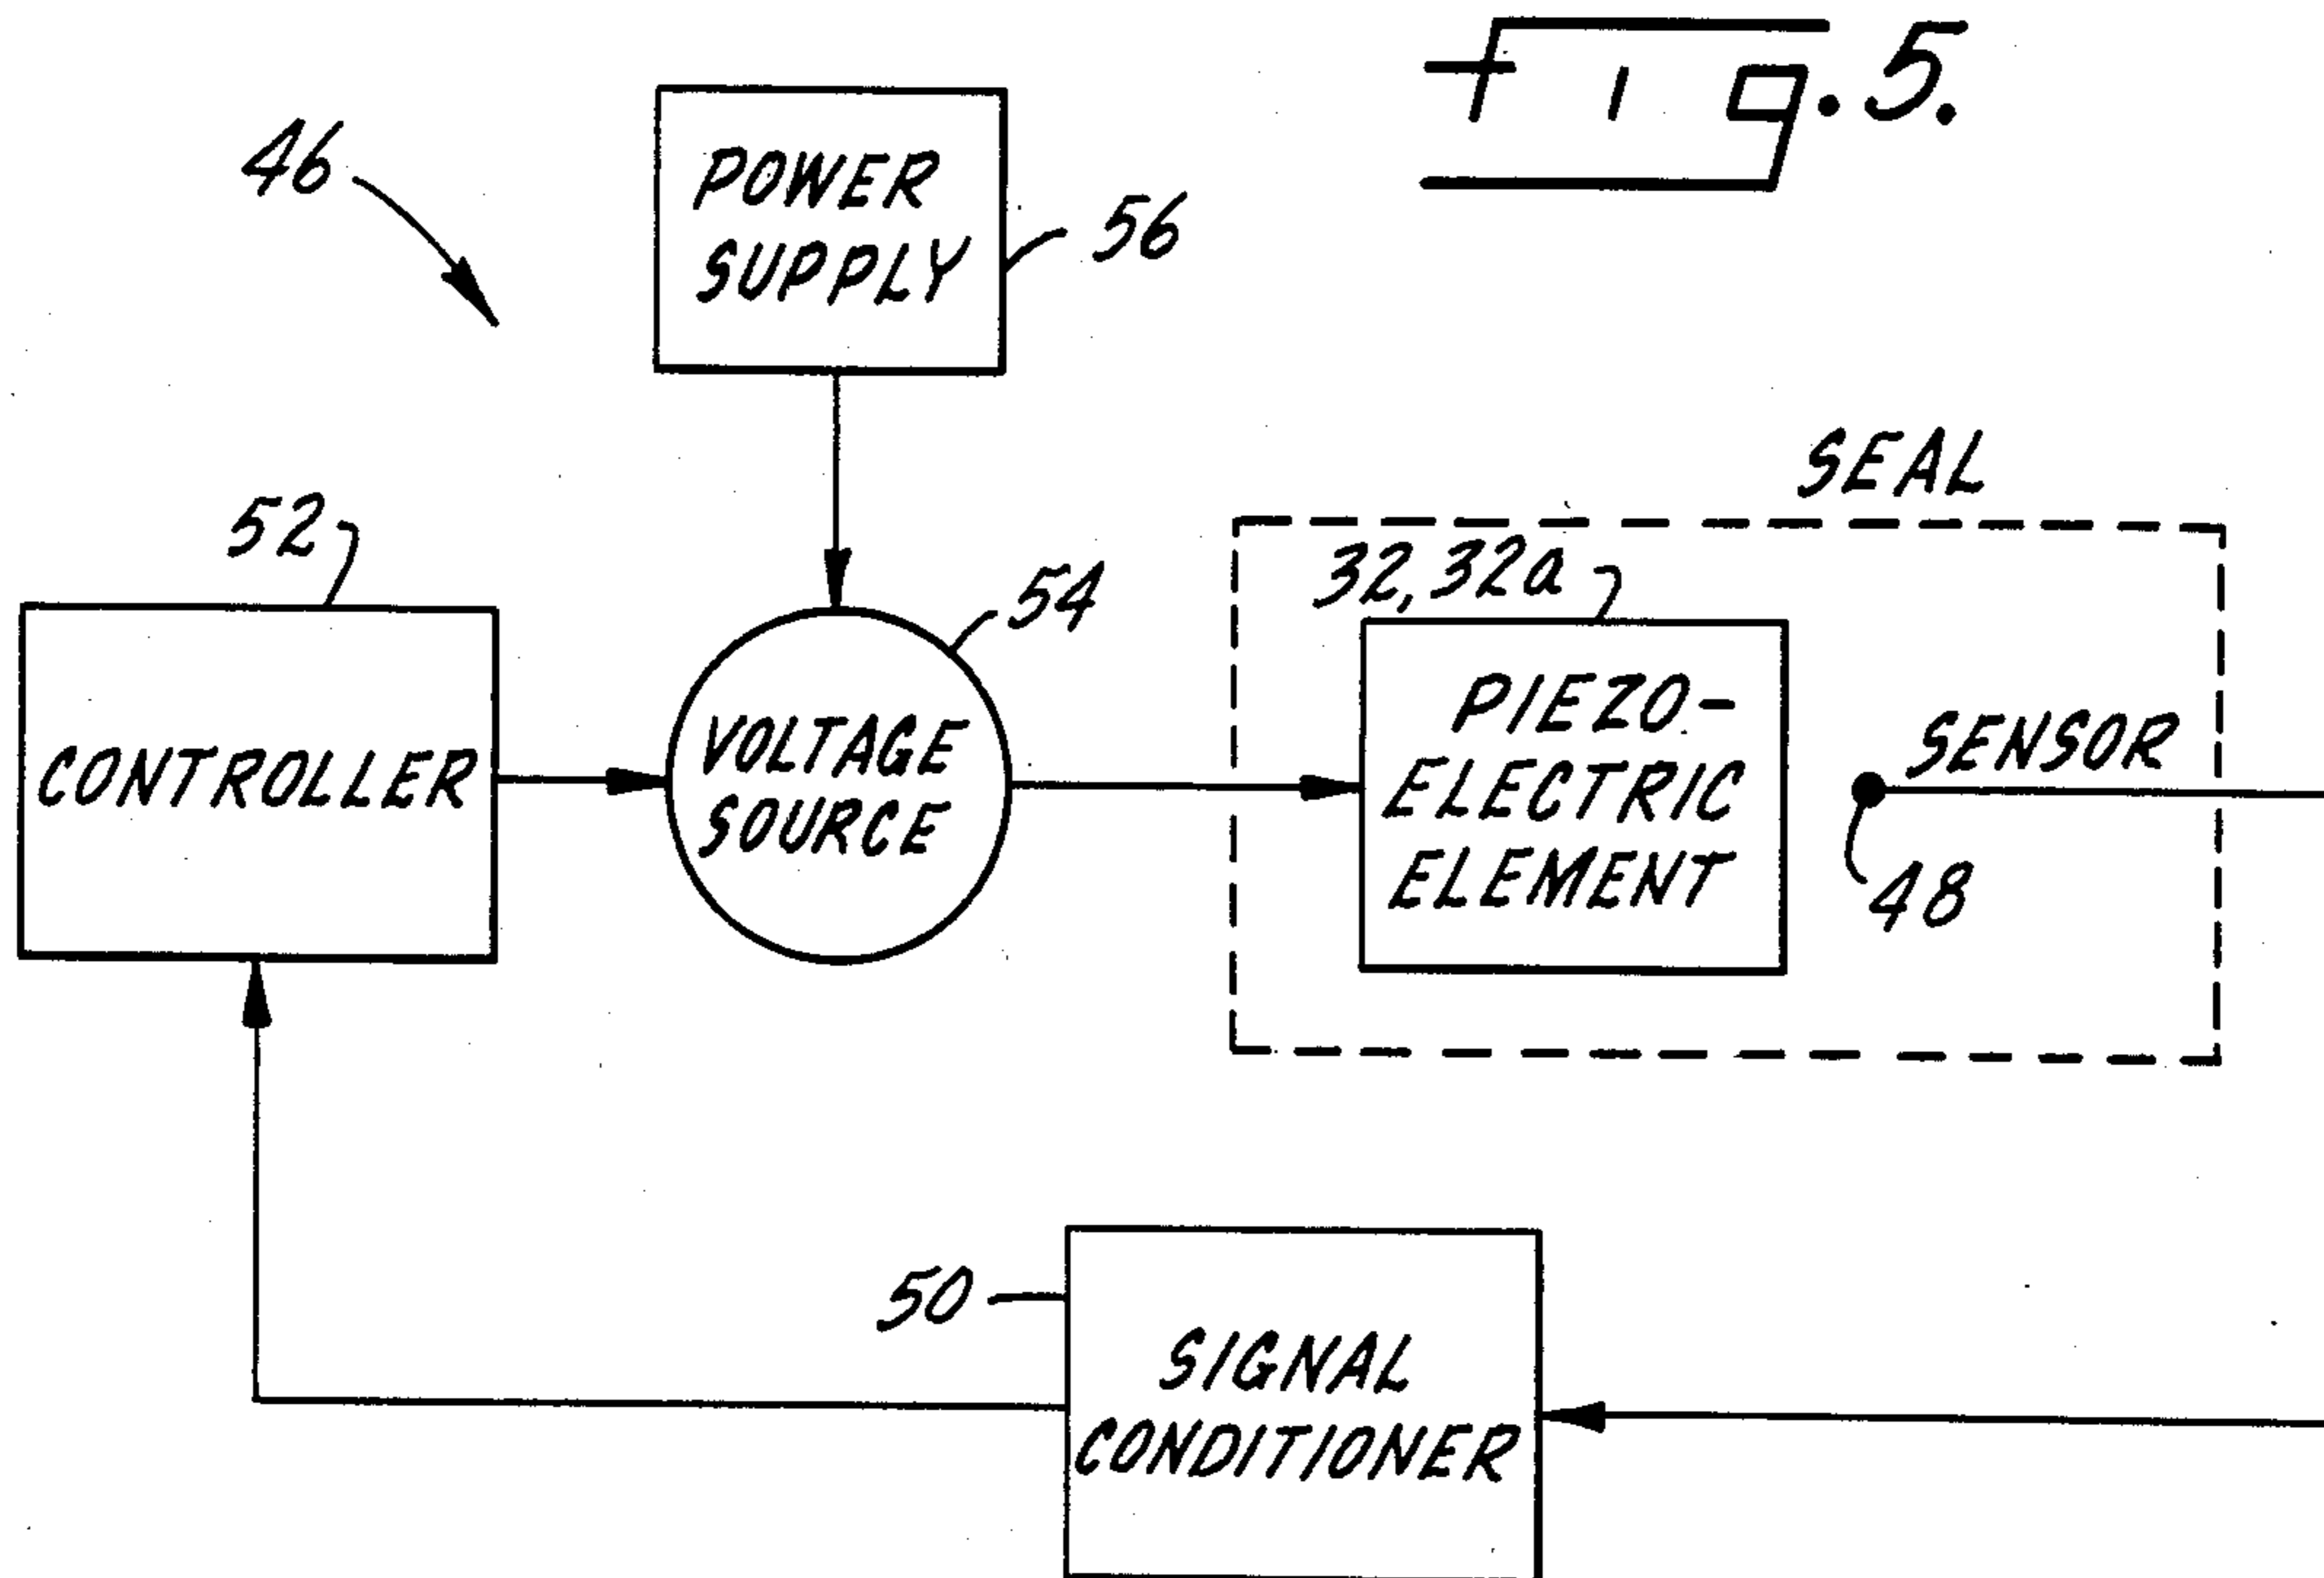 Fig. 5.
46
POWER
SUPPLY
56
SEAL
52
54
32, 32a
CONTROLLER
VOLTAGE
SOURCE
PIEZO-
ELECTRIC
ELEMENT
SENSOR
48
50
SIGNAL
CONDITIONER